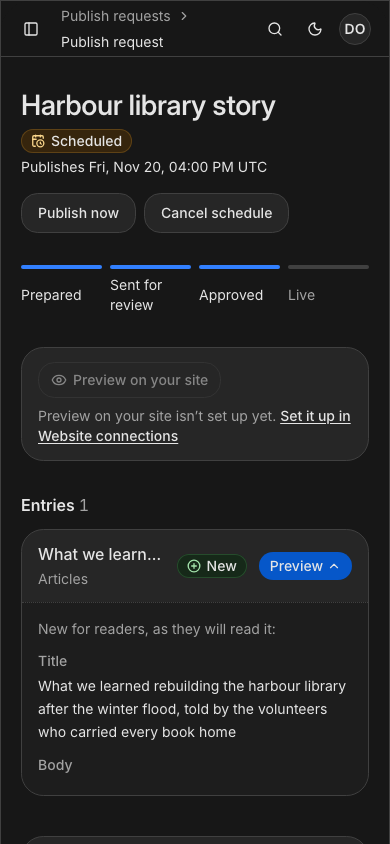 Publish requests
Publish request
DO
Harbour library story
Scheduled
Publishes Fri, Nov 20, 04:00 PM UTC
Publish now
Cancel schedule
Prepared
Sent for
review
Approved
Live
Preview on your site
Preview on your site isn’t set up yet. Set it up in
Website connections
Entries 1
What we learn...
Articles
New
Preview
New for readers, as they will read it:
Title
What we learned rebuilding the harbour library
after the winter flood, told by the volunteers
who carried every book home
Body